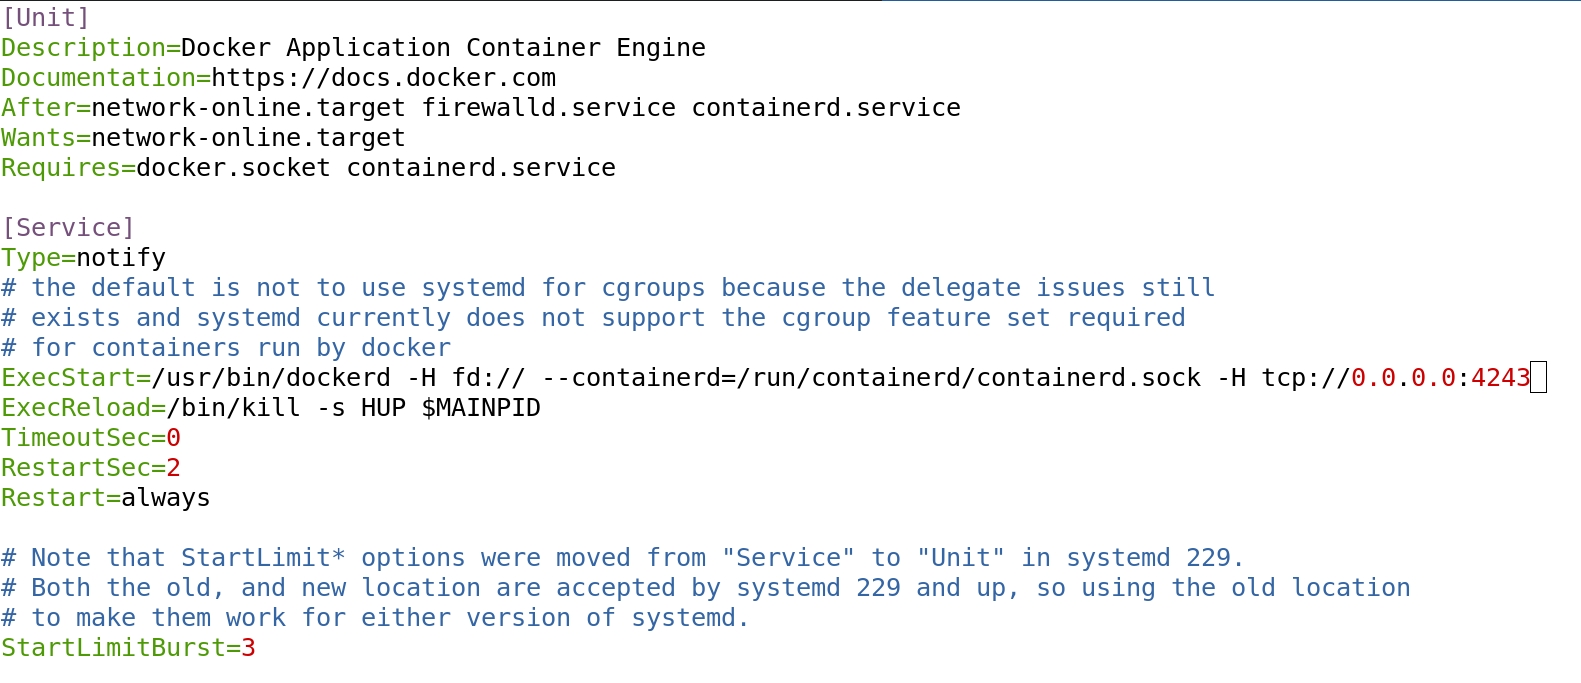 [Unit]
Description=Docker Application Container Engine
Documentation=https://docs.docker.com
After=network-online.target firewalld.service containerd.service
Wants=network-online.target
Requires=docker.socket containerd.service
[Service]
Type=notify
# the default is not to use systemd for cgroups because the delegate issues still
# exists and systemd currently does not support the cgroup feature set required
# for containers run by docker
ExecStart=/usr/bin/dockerd -H fd:// --containerd=/run/containerd/containerd.sock -H tcp://0.0.0.0:4243
ExecReload=/bin/kill -s HUP $MAINPID
TimeoutSec=0
RestartSec=2
Restart=always
# Note that StartLimit* options were moved from "Service" to "Unit" in systemd 229.
# Both the old, and new location are accepted by systemd 229 and up, so using the old location
# to make them work for either version of systemd.
StartLimitBurst=3